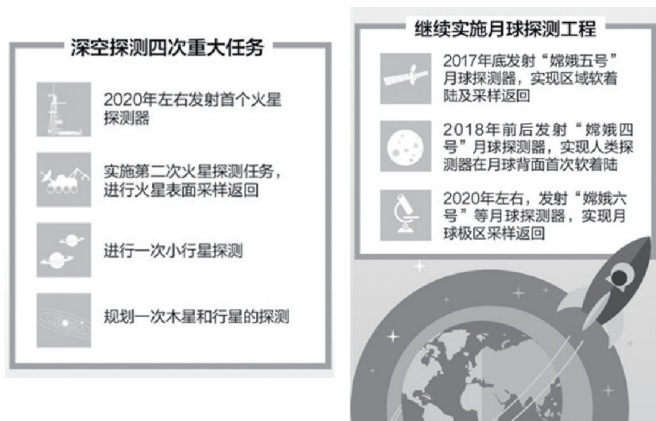 深空探测四次重大任务
2020年左右发射首个火星
探测器
实施第二次火星探测任务，
进行火星表面采样返回
进行一次小行星探测
规划一次木星和行星的探测
继续实施月球探测工程
2017年底发射“嫦娥五号”
月球探测器，实现区域软着
陆及采样返回
2018年前后发射“嫦娥四
号”月球探测器，实现人类探
测器在月球背面首次软着陆
2020年左右，发射“嫦娥六
号”等月球探测器，实现月
球极区采样返回